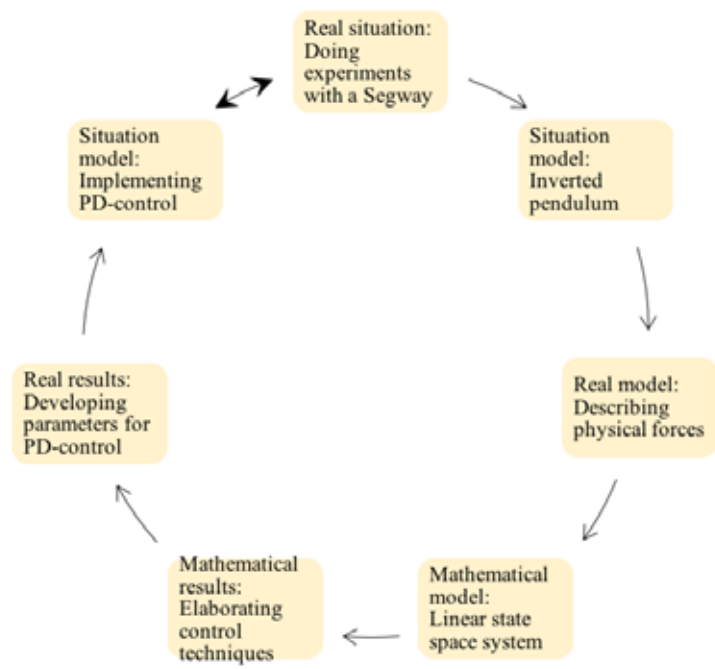 Real situation:
Doing
experiments
with a Segway
Situation
model:
Inverted
pendulum
Real model:
Describing
physical forces
Mathematical
model:
Linear state
space system
Mathematical
results:
Elaborating
control
techniques
Real results:
Developing
parameters for
PD-control
Situation
model:
Implementing
PD-control